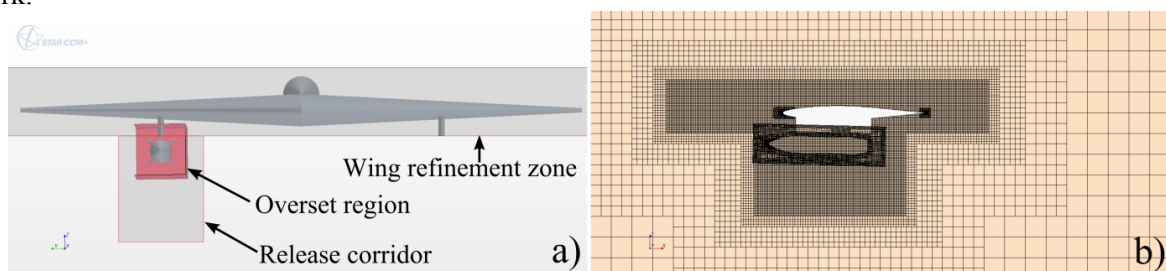 rk.
STAR-CCM+
Wing refinement zone
Overset region
Release corridor
a)
b)